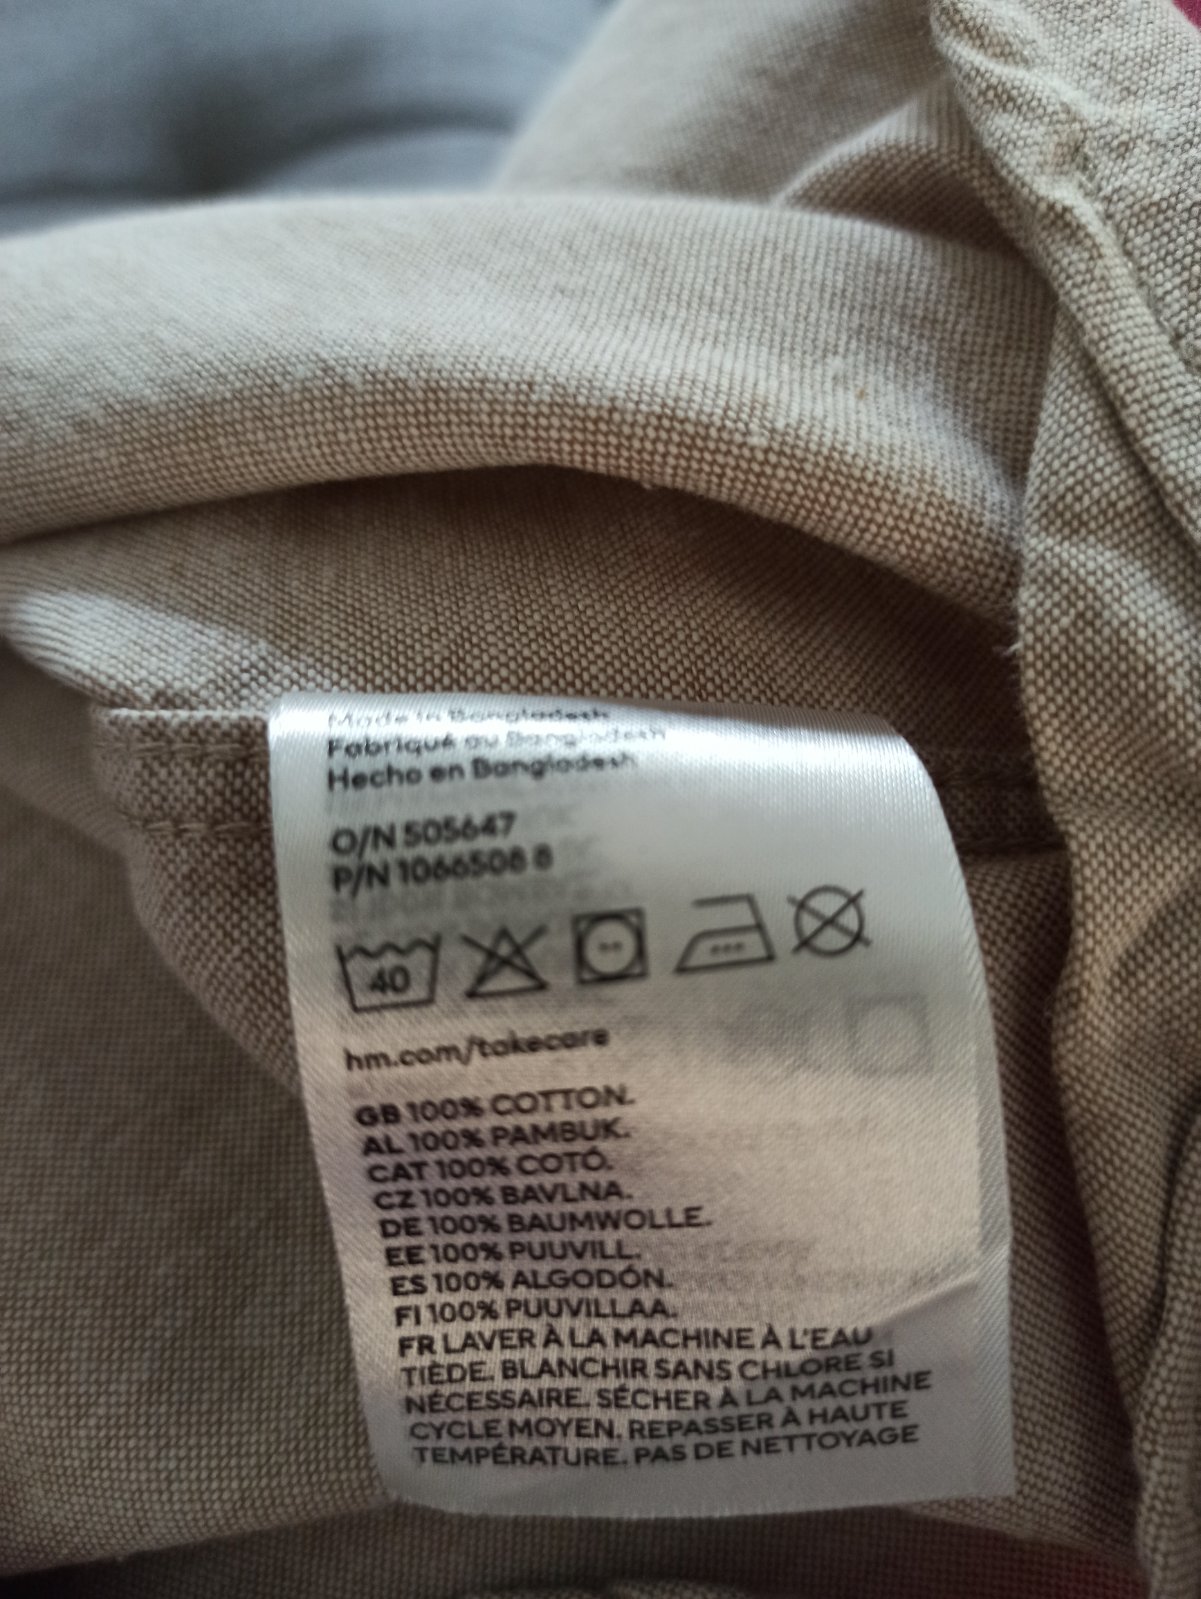 Made in Bangladesh
Fabriqué au Bangladesh
Hecho en Bangladesh
O/N 505647
P/N 1066508 8
40
hm.com/takecare
GB 100% COTTON.
AL 100% PAMBUK.
CAT 100% COTÓ.
CZ 100% BAVLNA.
DE 100% BAUMWOLLE.
EE 100% PUUVILL.
ES 100% ALGODÓN.
FI 100% PUUVILLAA.
FR LAVER À LA MACHINE À L'EAU
TIÈDE. BLANCHIR SANS CHLORE SI
NÉCESSAIRE. SÉCHER À LA MACHINE
CYCLE MOYEN. REPASSER À HAUTE
TEMPÉRATURE. PAS DE NETTOYAGE